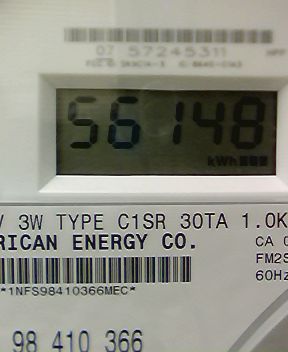 07 57245311
56148
kWh
V 3W TYPE C1SR 30TA 1.0K
RICAN ENERGY CO.
CA 0
FM2S
60Hz
*1NFS98410366MEC*
98 410 366